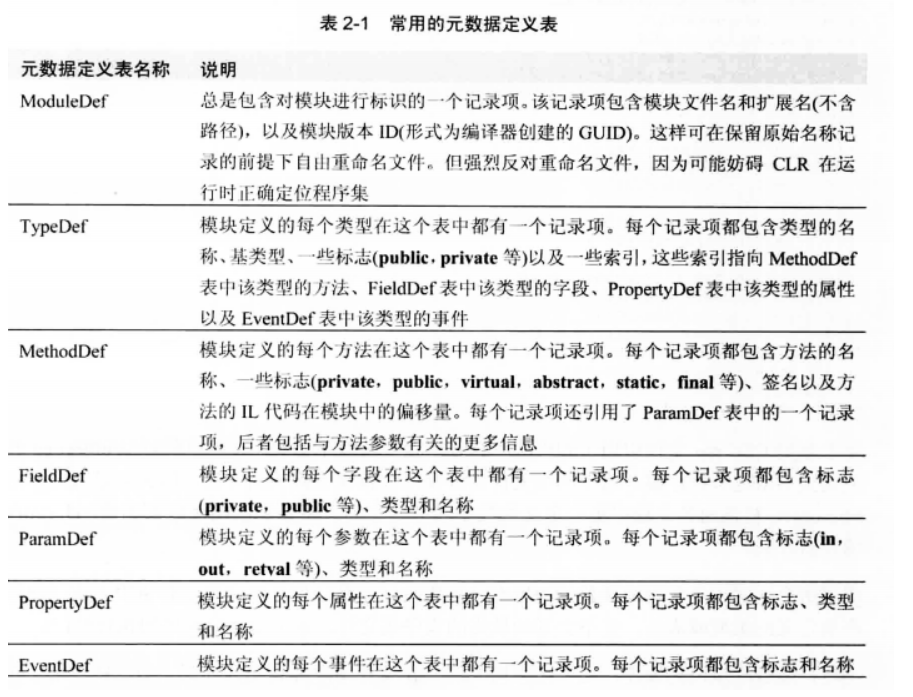 表 2-1 常用的元数据定义表
元数据定义表名称 说明
ModuleDef 总是包含对模块进行标识的一个记录项。该记录项包含模块文件名和扩展名(不含
路径)，以及模块版本 ID(形式为编译器创建的 GUID)。这样可在保留原始名称记
录的前提下自由重命名文件。但强烈反对重命名文件，因为可能妨碍 CLR 在运
行时正确定位程序集
TypeDef 模块定义的每个类型在这个表中都有一个记录项。每个记录项都包含类型的名
称、基类型、一些标志(public，private 等)以及一些索引，这些索引指向 MethodDef
表中该类型的方法、FieldDef 表中该类型的字段、PropertyDef 表中该类型的属性
以及 EventDef 表中该类型的事件
MethodDef 模块定义的每个方法在这个表中都有一个记录项。每个记录项都包含方法的名
称、一些标志(private，public，virtual，abstract，static，final 等)、签名以及方
法的 IL 代码在模块中的偏移量。每个记录项还引用了 ParamDef 表中的一个记录
项，后者包括与方法参数有关的更多信息
FieldDef 模块定义的每个字段在这个表中都有一个记录项。每个记录项都包含标志
(private，public 等)、类型和名称
ParamDef 模块定义的每个参数在这个表中都有一个记录项。每个记录项都包含标志(in，
out，retval 等)、类型和名称
PropertyDef 模块定义的每个属性在这个表中都有一个记录项。每个记录项都包含标志、类型
和名称
EventDef 模块定义的每个事件在这个表中都有一个记录项。每个记录项都包含标志和名称